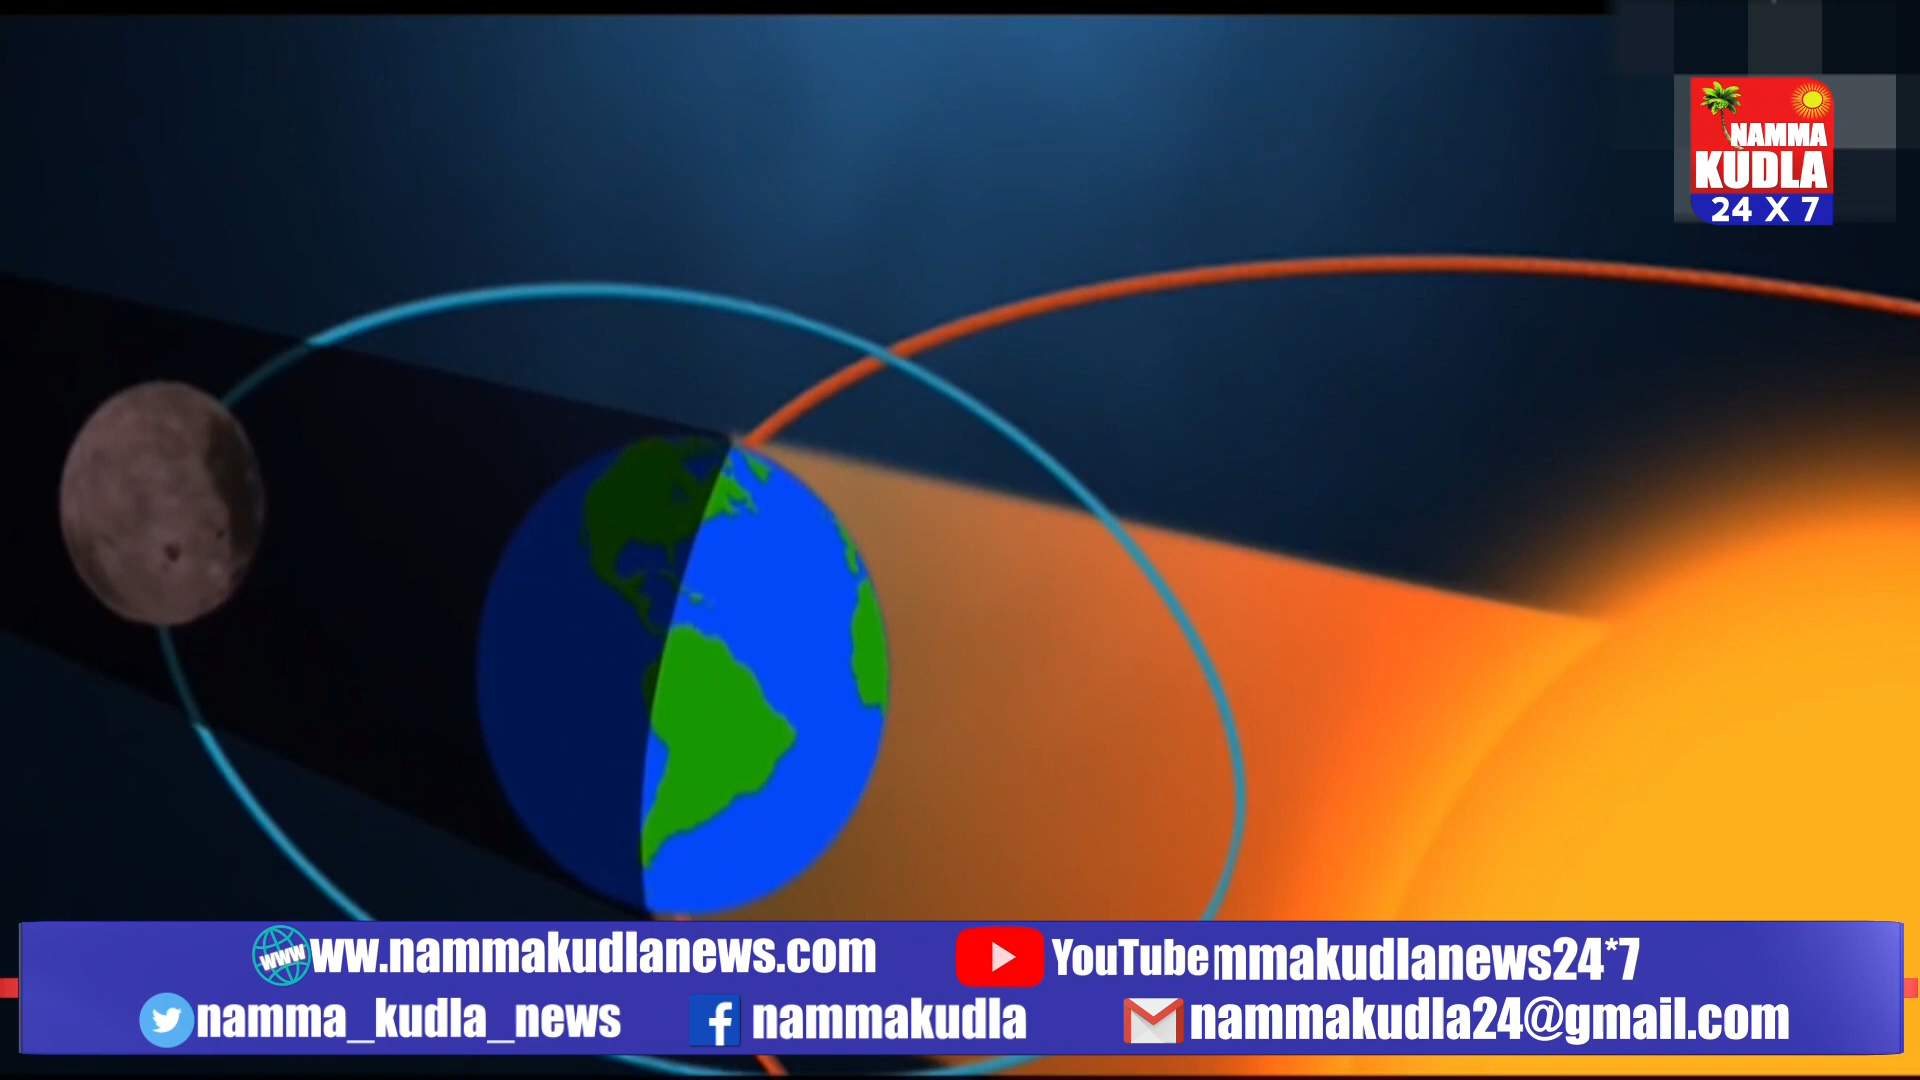 NAMMA
KUDLA
24 X 7
www
ww.nammakudlanews.com
YouTube mmakudlanews24*7
namma_kudla_news
nammakudla
nammakudla24@gmail.com